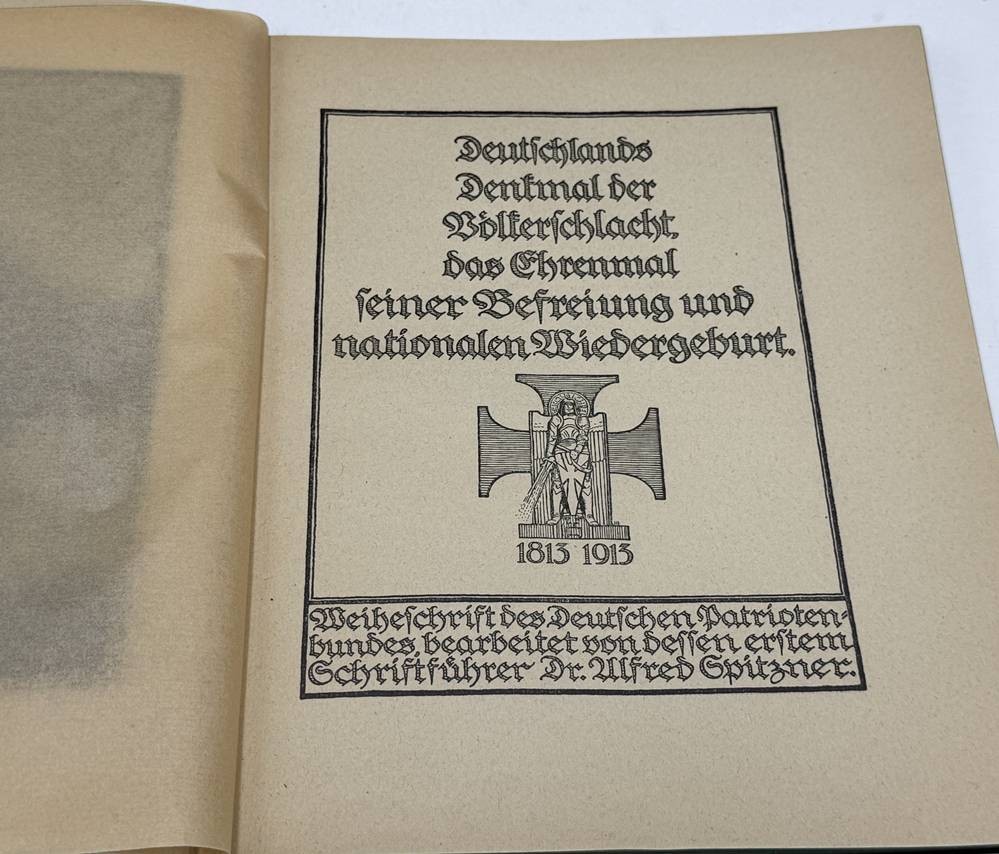 Deutschlands
Denkmal der
Völkerschlacht,
das Ehrenmal
seiner Befreiung und
nationalen Wiedergeburt.
1813 1913
Weiheschrift des Deutschen Patrioten-
bundes, bearbeitet von dessen erstem
Schriftführer Dr. Alfred Spitzner.